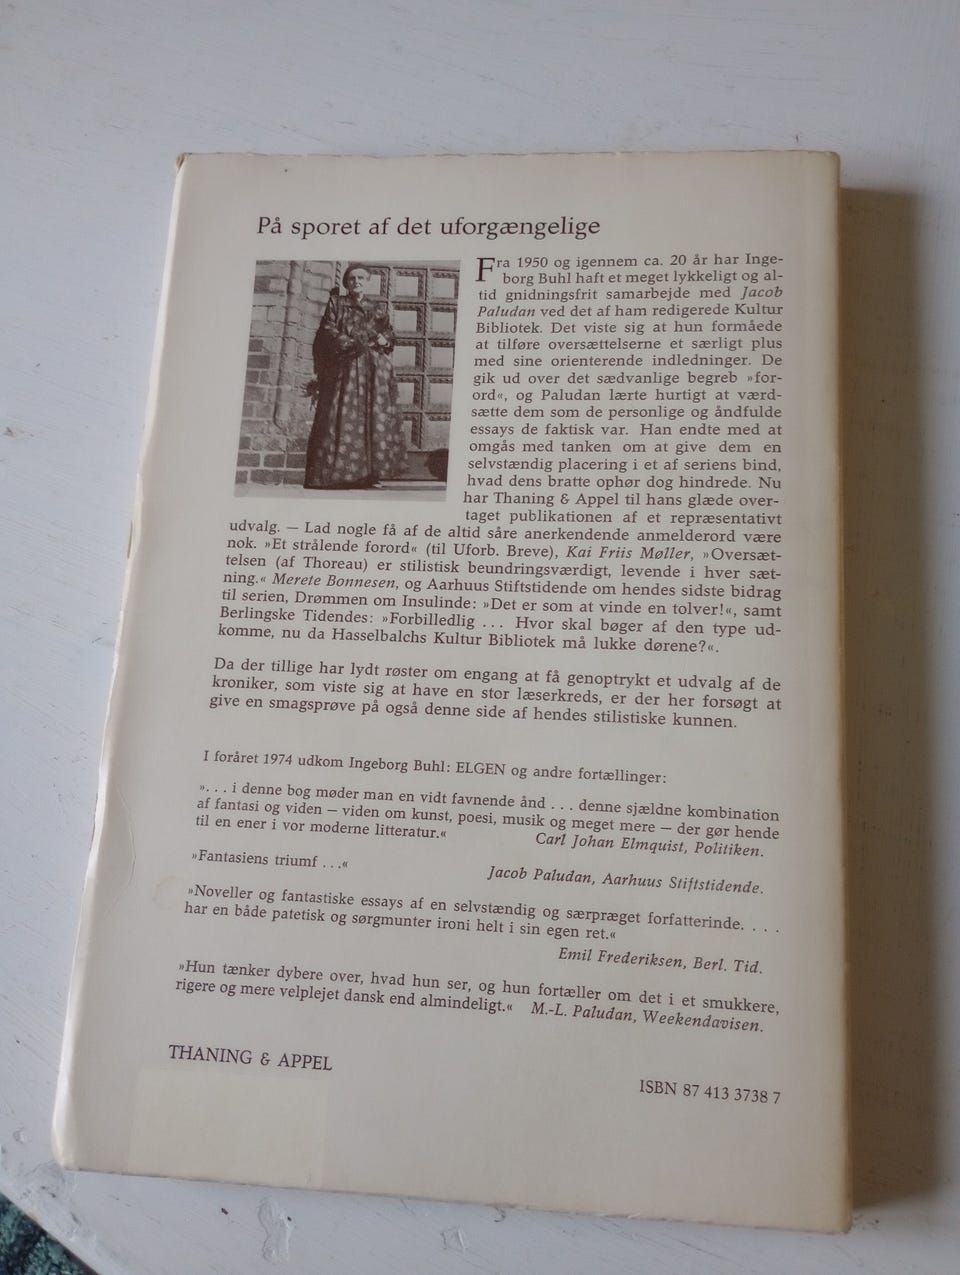 På sporet af det uforgængelige
Fra 1950 og igennem ca. 20 år har Inge-
borg Buhl haft et meget lykkeligt og al-
tid gnidningsfrit samarbejde med Jacob
Paludan ved det af ham redigerede Kultur
Bibliotek. Det viste sig at hun formåede
at tilføre oversættelserne et særligt plus
med sine orienterende indledninger. De
gik ud over det sædvanlige begreb »for-
ord«, og Paludan lærte hurtigt at værd-
sætte dem som de personlige og åndfulde
essays de faktisk var. Han endte med at
omgås med tanken om at give dem en
selvstændig placering i et af seriens bind,
hvad dens bratte ophør dog hindrede. Nu
har Thaning & Appel til hans glæde over-
taget publikationen af et repræsentativt
udvalg. — Lad nogle få af de altid såre anerkendende anmelderord være
nok. »Et strålende forord« (til Uforb. Breve), Kai Friis Møller, »Oversæt-
telsen (af Thoreau) er stilistisk beundringsværdigt, levende i hver sæt-
ning.« Merete Bonnesen, og Aarhuus Stiftstidende om hendes sidste bidrag
til serien, Drømmen om Insulinde: »Det er som at vinde en tolver!«, samt
Berlingske Tidendes: »Forbilledlig ... Hvor skal bøger af den type ud-
komme, nu da Hasselbalchs Kultur Bibliotek må lukke dørene?«.
Da der tillige har lydt røster om engang at få genoptrykt et udvalg af de
kroniker, som viste sig at have en stor læserkreds, er der her forsøgt at
give en smagsprøve på også denne side af hendes stilistiske kunnen.
I foråret 1974 udkom Ingeborg Buhl: ELGEN og andre fortællinger:
». . . i denne bog møder man en vidt favnende ånd . . . denne sjældne kombination
af fantasi og viden — viden om kunst, poesi, musik og meget mere — der gør hende
til en ener i vor moderne litteratur.«
Carl Johan Elmquist, Politiken.
»Fantasiens triumf . . .«
Jacob Paludan, Aarhuus Stiftstidende.
»Noveller og fantastiske essays af en selvstændig og særpræget forfatterinde. . . .
har en både patetisk og sørgmunter ironi helt i sin egen ret.«
Emil Frederiksen, Berl. Tid.
»Hun tænker dybere over, hvad hun ser, og hun fortæller om det i et smukkere,
rigere og mere velplejet dansk end almindeligt.« M.-L. Paludan, Weekendavisen.
THANING & APPEL
ISBN 87 413 3738 7